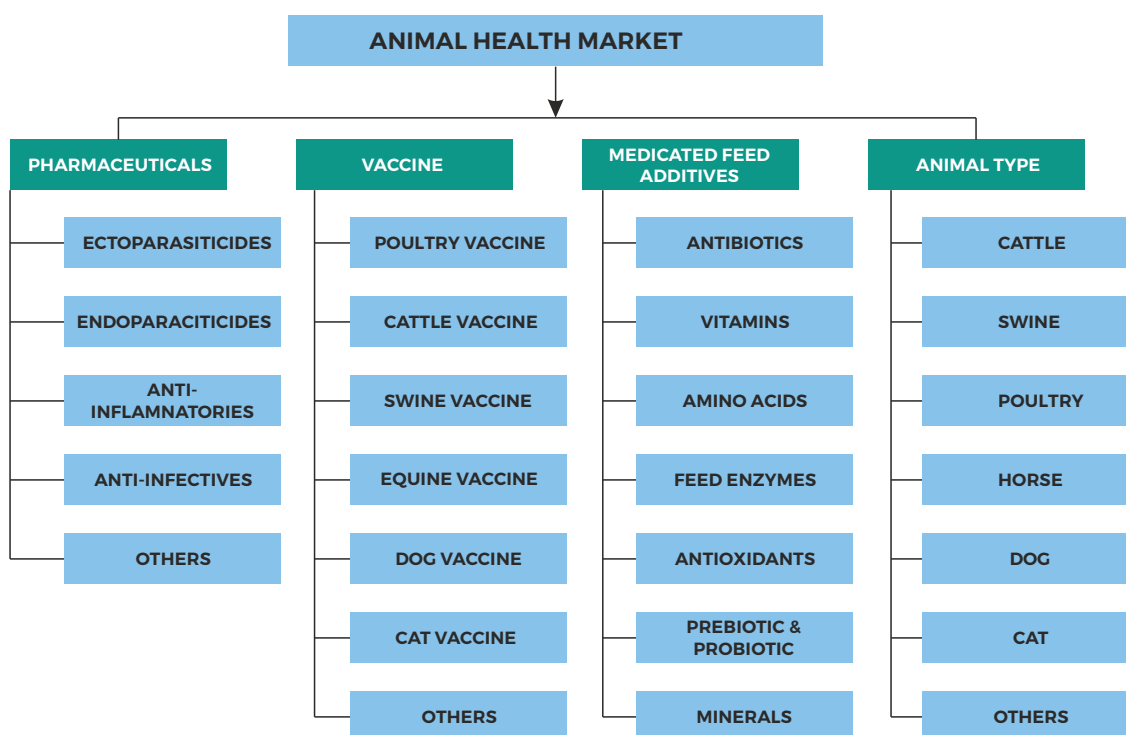 ANIMAL HEALTH MARKET
PHARMACEUTICALS
ECTOPARASITICIDES
ENDOPARACITICIDES
ANTI-
INFLAMNATORIES
ANTI-INFECTIVES
OTHERS
VACCINE
POULTRY VACCINE
CATTLE VACCINE
SWINE VACCINE
EQUINE VACCINE
DOG VACCINE
CAT VACCINE
OTHERS
MEDICATED FEED
ADDITIVES
ANTIBIOTICS
VITAMINS
AMINO ACIDS
FEED ENZYMES
ANTIOXIDANTS
PREBIOTIC &
PROBIOTIC
MINERALS
ANIMAL TYPE
CATTLE
SWINE
POULTRY
HORSE
DOG
CAT
OTHERS